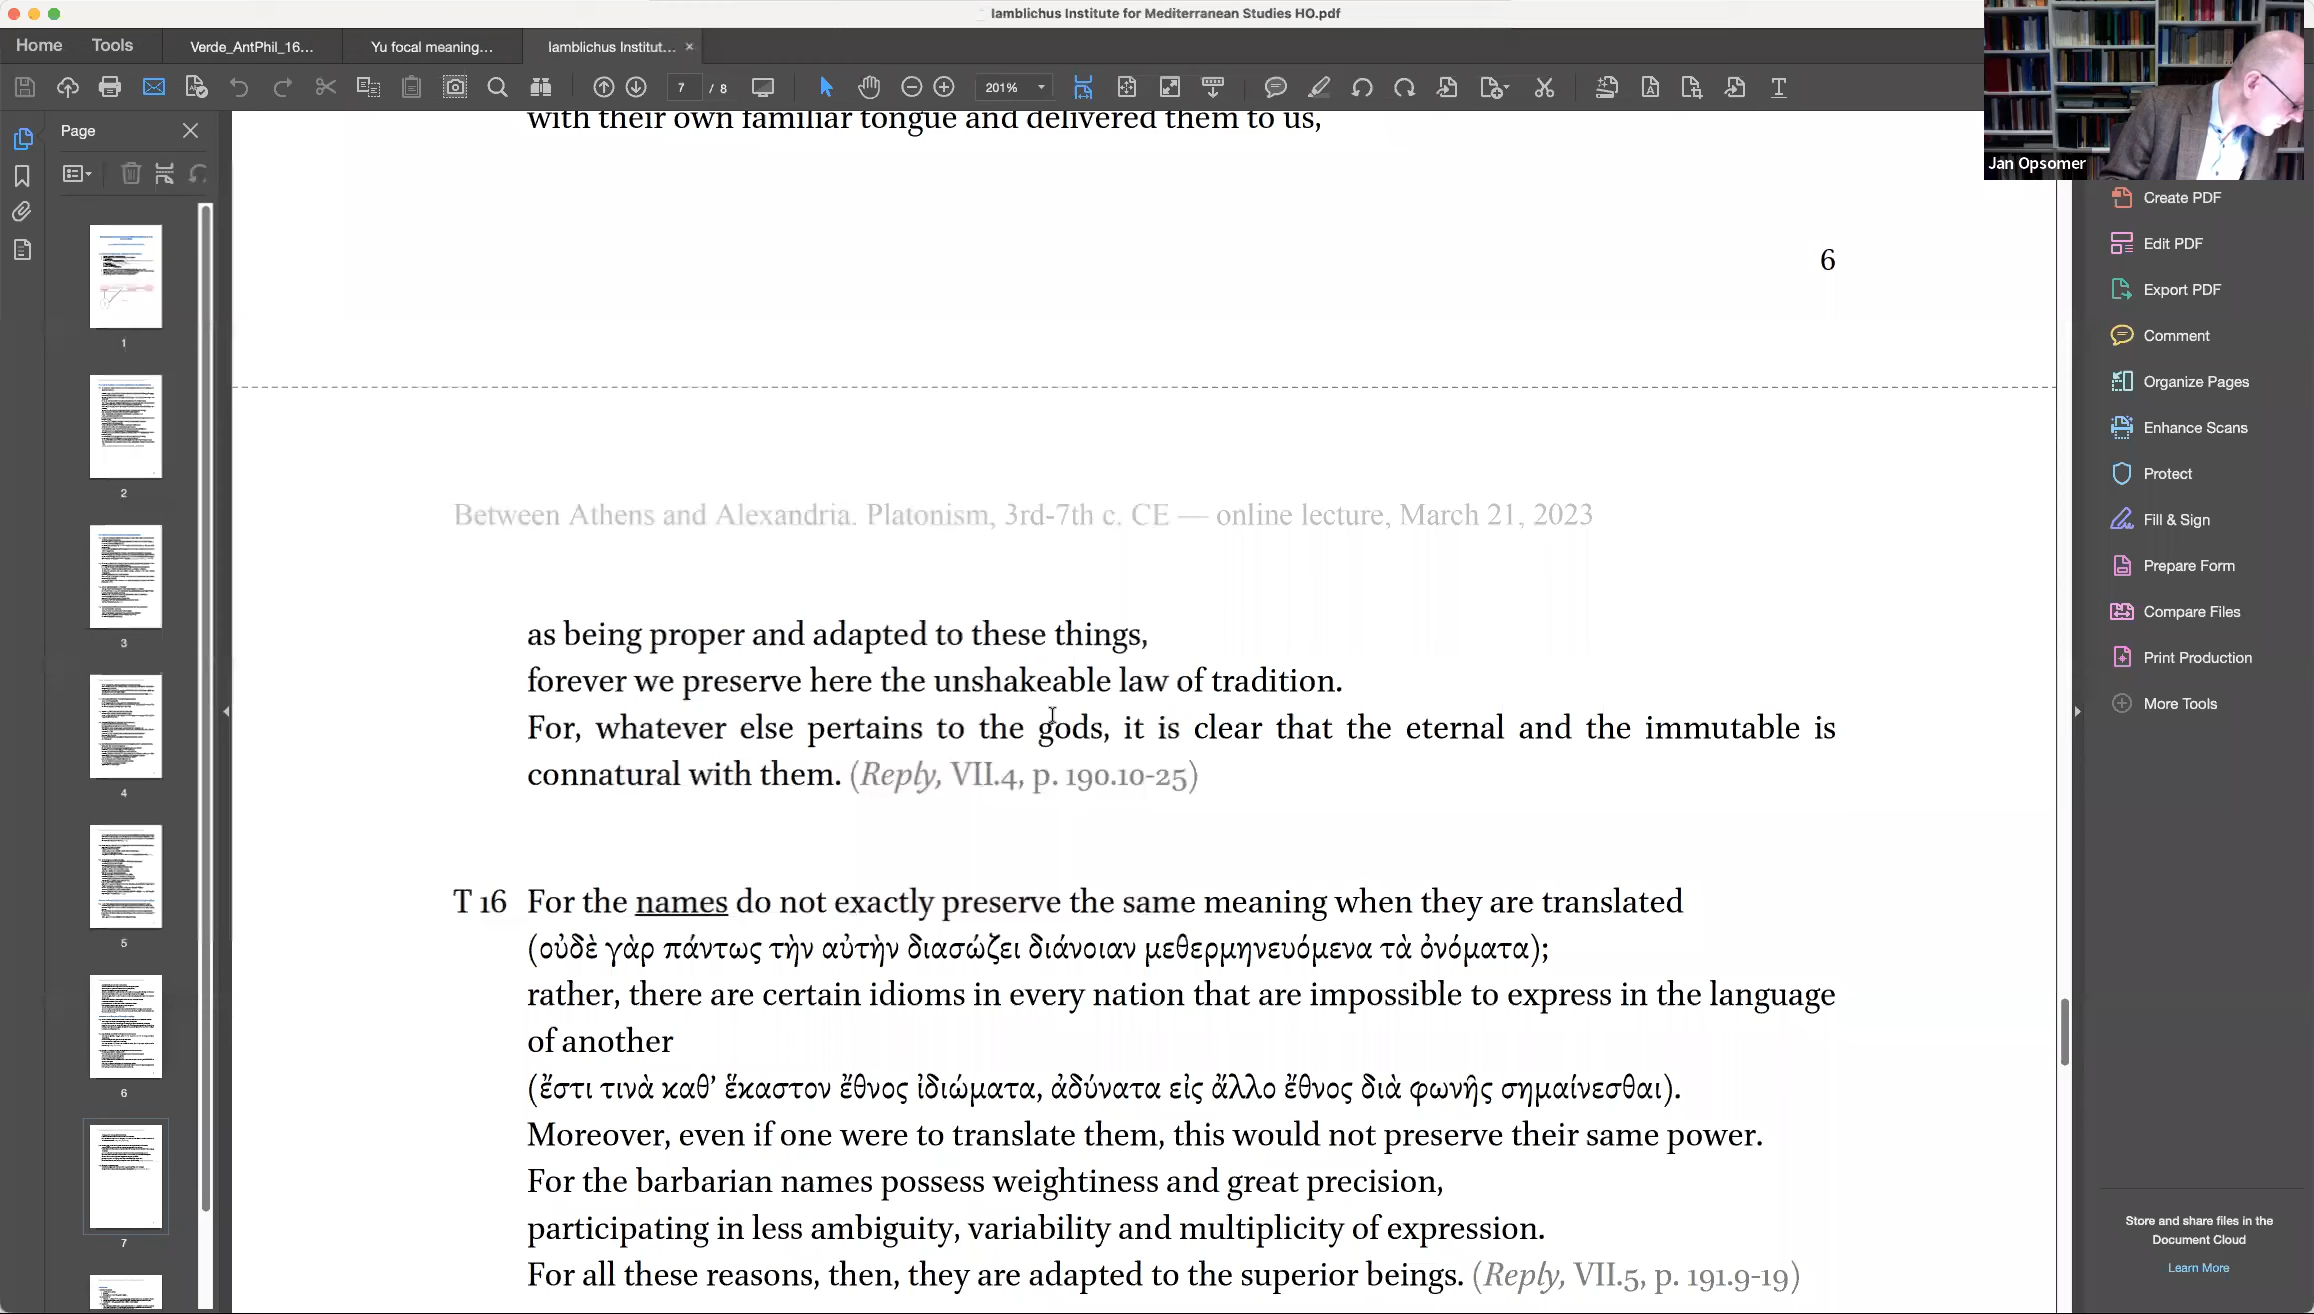 Iamblichus Institute for Mediterranean Studies HO.pdf
Home
Tools
Verde_AntPhil_16...
Yu focal meaning...
Iamblichus Institut...
7
/ 8
201%
Jan Opsomer
Page
1
2
3
4
5
6
7
with their own familiar tongue and delivered them to us,
6
Between Athens and Alexandria. Platonism, 3rd-7th c. CE — online lecture, March 21, 2023
as being proper and adapted to these things,
forever we preserve here the unshakeable law of tradition.
For, whatever else pertains to the gods, it is clear that the eternal and the immutable is
connatural with them. (Reply, VII.4, p. 190.10-25)
T 16 For the names do not exactly preserve the same meaning when they are translated
(οὐδὲ γὰρ πάντως τὴν αὐτὴν διασώζει διάνοιαν μεθερμηνευόμενα τὰ ὀνόματα);
rather, there are certain idioms in every nation that are impossible to express in the language
of another
(ἔστι τινὰ καθ’ ἕκαστον ἔθνος ἰδιώματα, ἀδύνατα εἰς ἄλλο ἔθνος διὰ φωνῆς σημαίνεσθαι).
Moreover, even if one were to translate them, this would not preserve their same power.
For the barbarian names possess weightiness and great precision,
participating in less ambiguity, variability and multiplicity of expression.
For all these reasons, then, they are adapted to the superior beings. (Reply, VII.5, p. 191.9-19)
Create PDF
Edit PDF
Export PDF
Comment
Organize Pages
Enhance Scans
Protect
Fill & Sign
Prepare Form
Compare Files
Print Production
More Tools
Store and share files in the
Document Cloud
Learn More